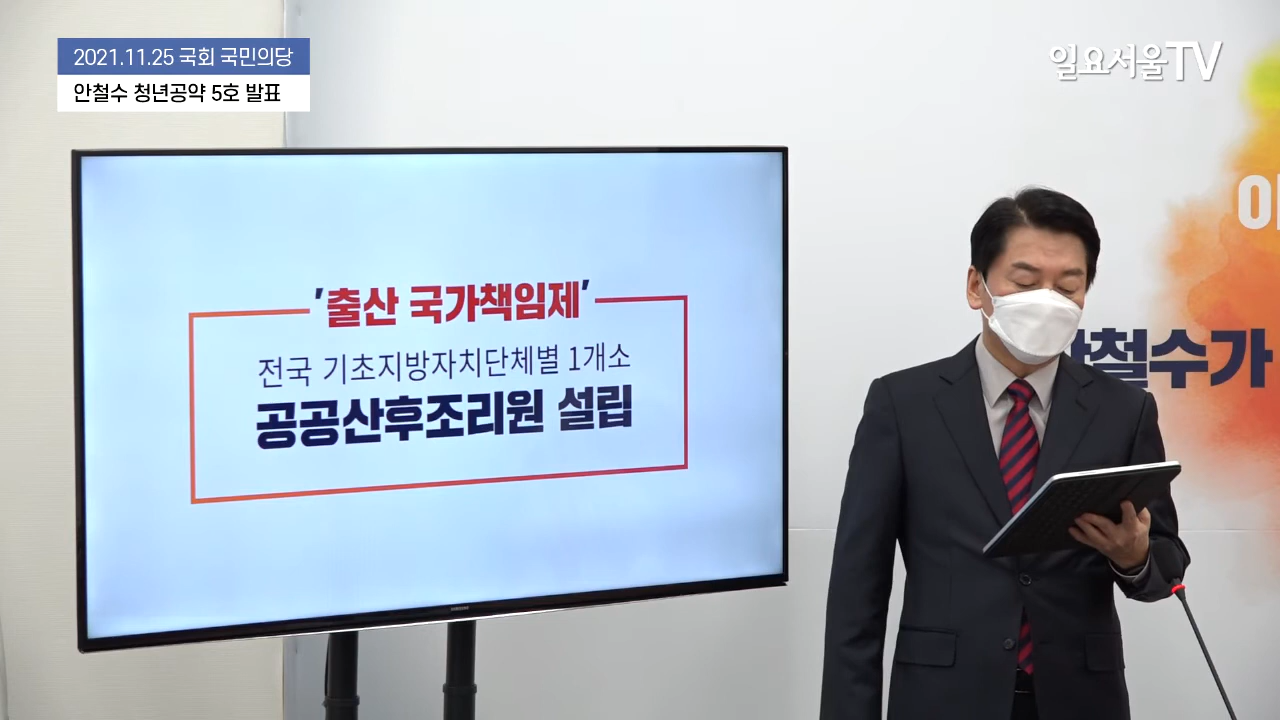 2021.11.25 국회 국민의당
안철수 청년공약 5호 발표
일요서울TV
'출산 국가책임제'
전국 기초지방자치단체별 1개소
공공산후조리원 설립
SAMSUNG
철수가